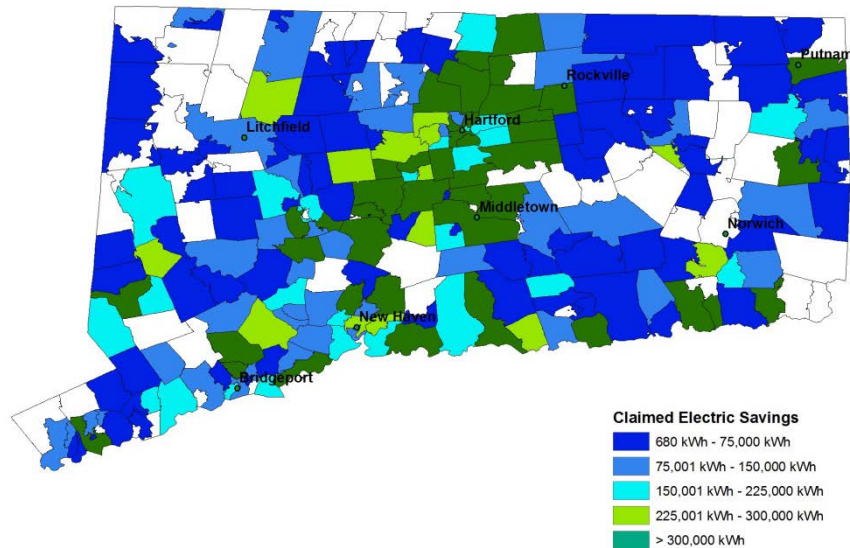 Putnam
Rockville
Hartford
Litchfield
Middletown
Norwich
New Haven
Bridgeport
Claimed Electric Savings
680 kWh - 75,000 kWh
75,001 kWh - 150,000 kWh
150,001 kWh - 225,000 kWh
225,001 kWh - 300,000 kWh
> 300,000 kWh